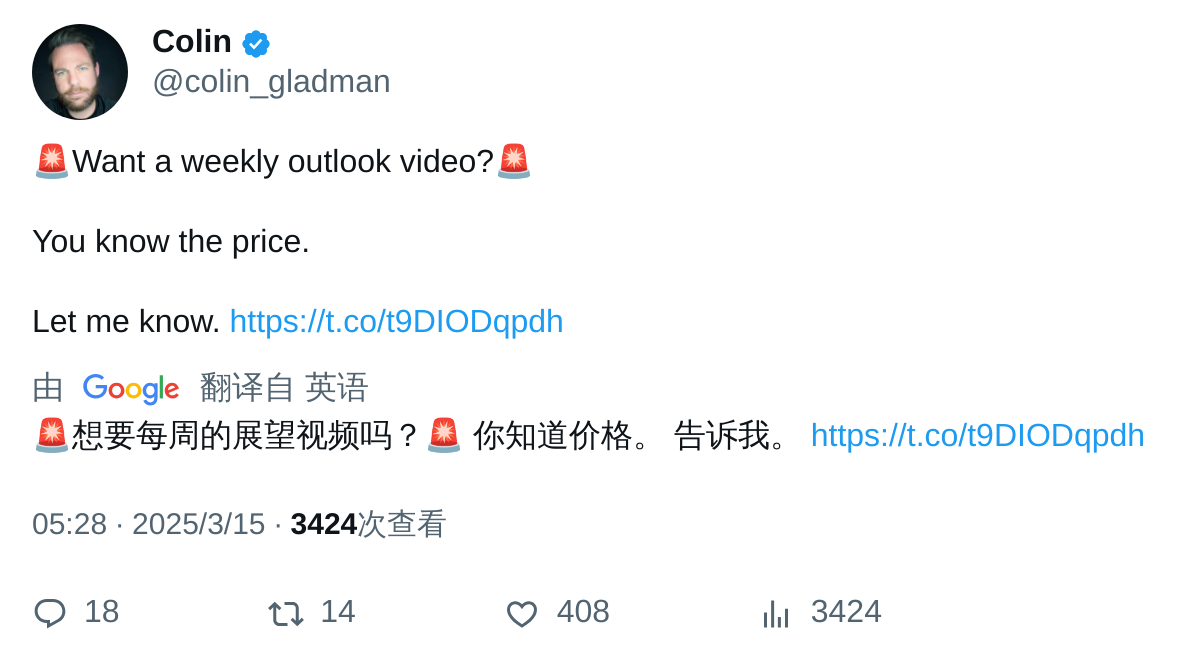 Colin
@colin_gladman
🚨Want a weekly outlook video?🚨
You know the price.
Let me know. https://t.co/t9DIODqpdh
由 Google 翻译自 英语
🚨想要每周的展望视频吗？🚨 你知道价格。 告诉我。 https://t.co/t9DIODqpdh
05:28 · 2025/3/15 · 3424次查看
18 14 408 3424